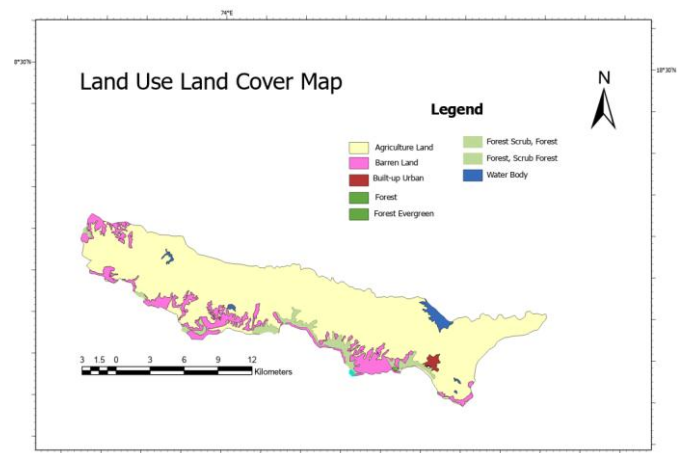 74°E
8°30'N
18°30'N
Land Use Land Cover Map
N
Legend
Agriculture Land
Barren Land
Built-up Urban
Forest
Forest Evergreen
Forest Scrub, Forest
Forest, Scrub Forest
Water Body
3 1.5 0 3 6 9 12
Kilometers